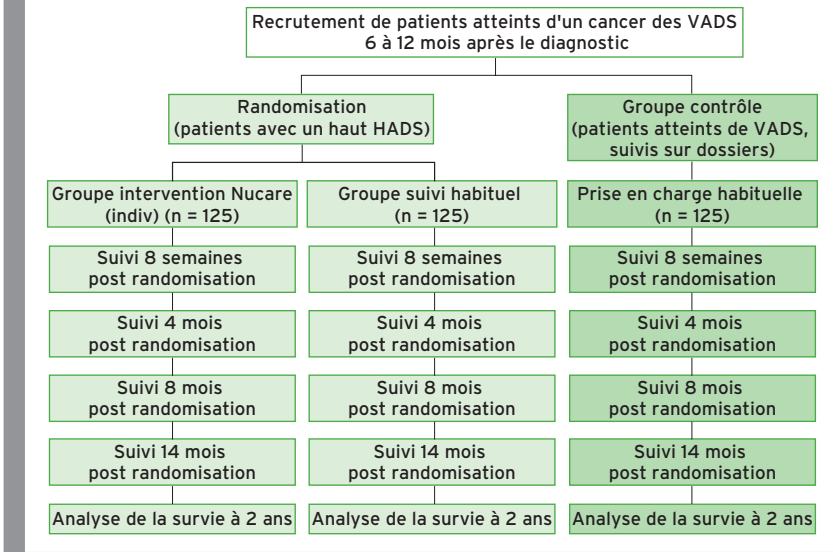 Recrutement de patients atteints d'un cancer des VADS
6 à 12 mois après le diagnostic
Randomisation
(patients avec un haut HADS)
Groupe contrôle
(patients atteints de VADS,
suivis sur dossiers)
Groupe intervention Nucare
(indiv) (n = 125)
Groupe suivi habituel
(n = 125)
Prise en charge habituelle
(n = 125)
Suivi 8 semaines
post randomisation
Suivi 8 semaines
post randomisation
Suivi 8 semaines
post randomisation
Suivi 4 mois
post randomisation
Suivi 4 mois
post randomisation
Suivi 4 mois
post randomisation
Suivi 8 mois
post randomisation
Suivi 8 mois
post randomisation
Suivi 8 mois
post randomisation
Suivi 14 mois
post randomisation
Suivi 14 mois
post randomisation
Suivi 14 mois
post randomisation
Analyse de la survie à 2 ans
Analyse de la survie à 2 ans
Analyse de la survie à 2 ans